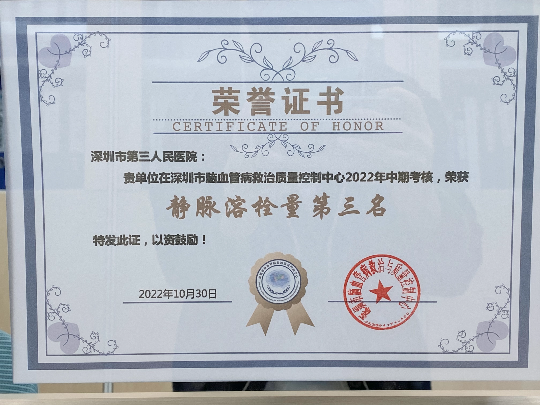 荣誉证书
CERTIFICATE OF HONOR
深圳市第三人民医院：
贵单位在深圳市脑血管病救治质量控制中心2022年中期考核，荣获
静脉溶栓量第三名
特发此证，以资鼓励！
2022年10月30日